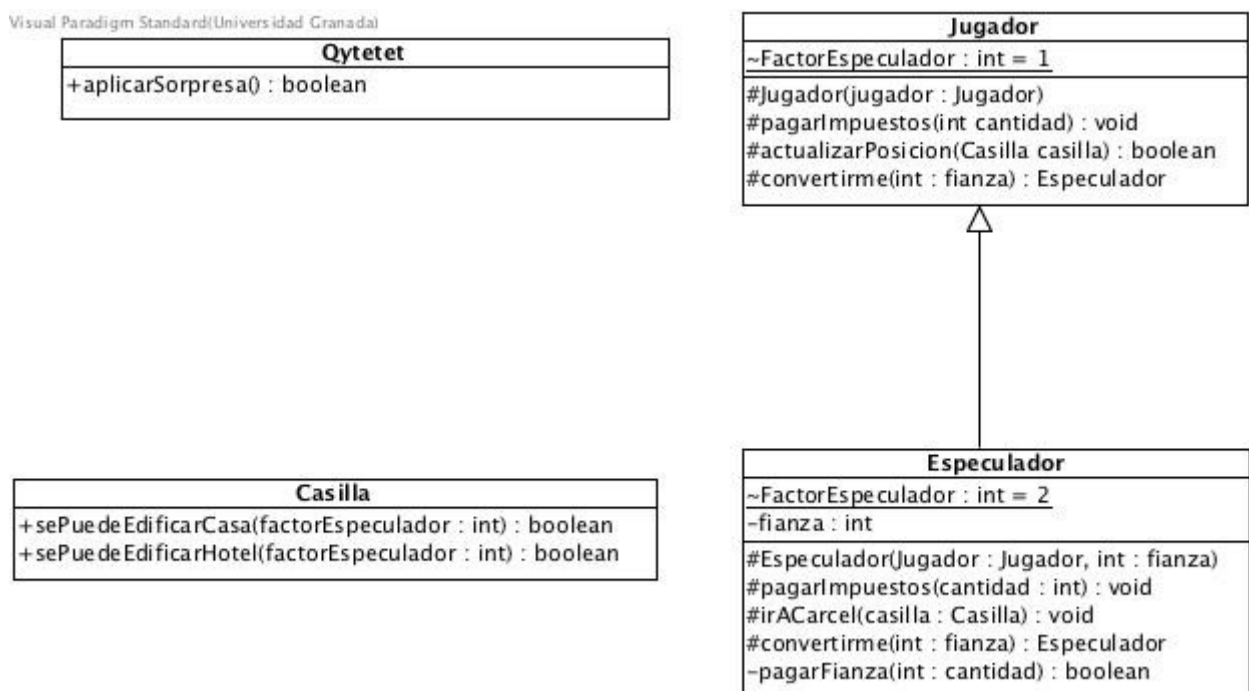 Visual Paradigm Standard(Universidad Granada)
Qytetet
+aplicarSorpresa() : boolean
Jugador
~FactorEspeculador : int = 1
#Jugador(jugador : Jugador)
#pagarImpuestos(int cantidad) : void
#actualizarPosicion(Casilla casilla) : boolean
#convertirme(int : fianza) : Especulador
Casilla
+sePuedeEdificarCasa(factorEspeculador : int) : boolean
+sePuedeEdificarHotel(factorEspeculador : int) : boolean
Especulador
~FactorEspeculador : int = 2
-fianza : int
#Especulador(Jugador : Jugador, int : fianza)
#pagarImpuestos(cantidad : int) : void
#irACarcel(casilla : Casilla) : void
#convertirme(int : fianza) : Especulador
-pagarFianza(int : cantidad) : boolean